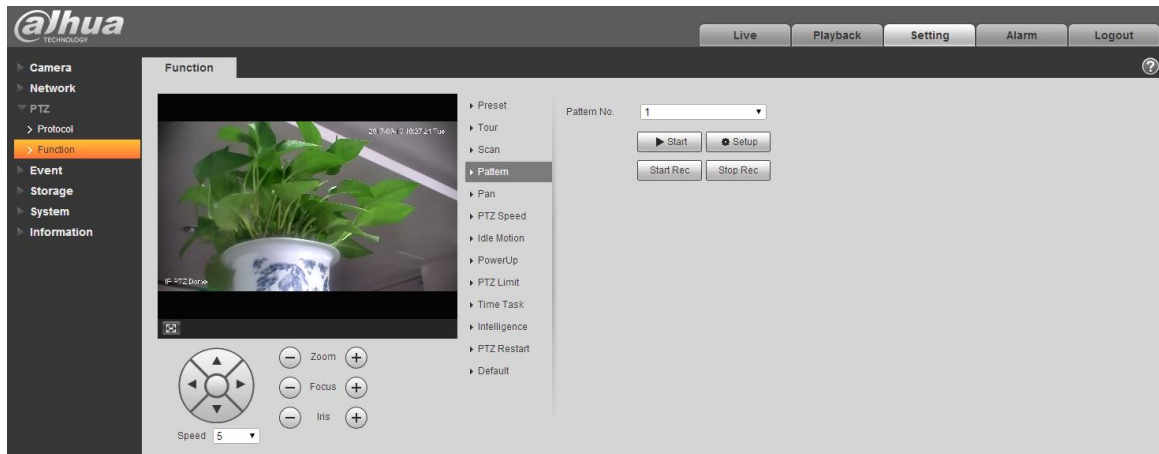 alhua
TECHNOLOGY
Live Playback Setting Alarm Logout
Camera
Network
PTZ
Protocol
Function
Event
Storage
System
Information
Function
IP PTZ Dome
Speed 5
Zoom
Focus
Iris
Preset
Tour
Scan
Pattern
Pan
PTZ Speed
Idle Motion
PowerUp
PTZ Limit
Time Task
Intelligence
PTZ Restart
Default
Pattern No. 1
Start Setup
Start Rec Stop Rec
?